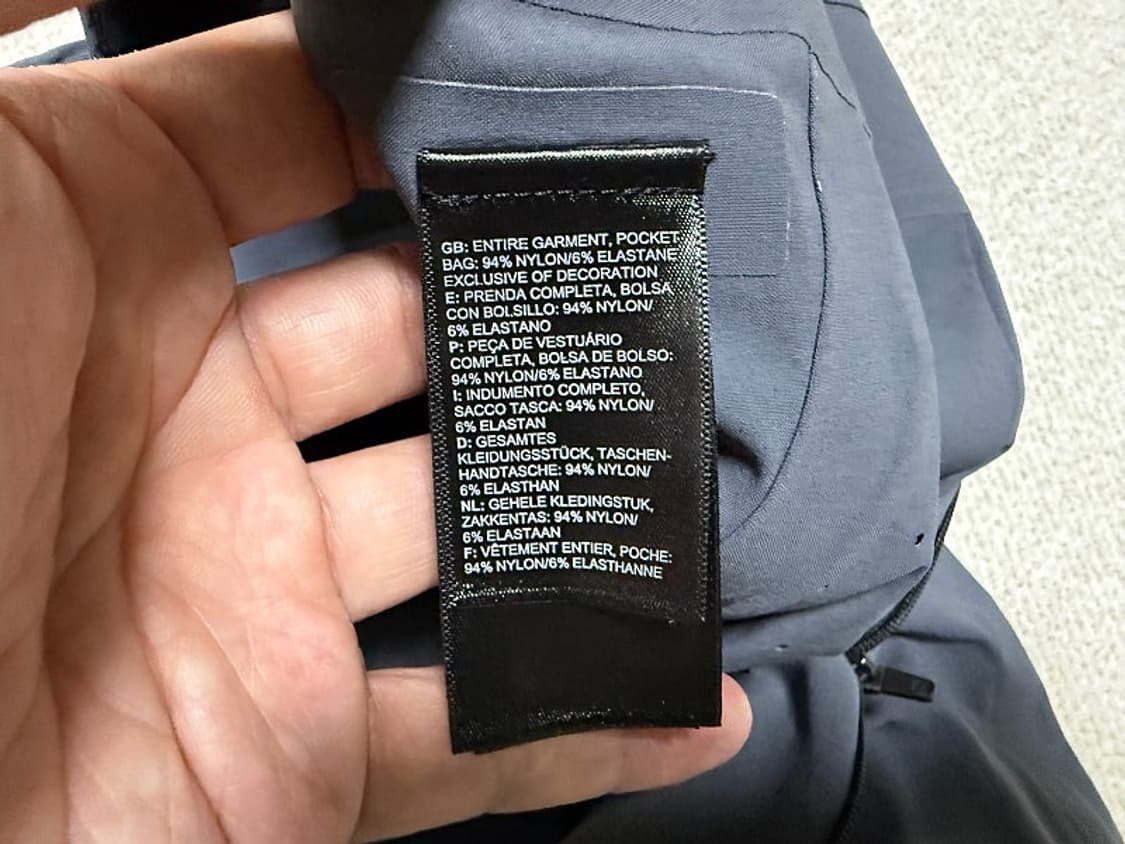 GB: ENTIRE GARMENT, POCKET
BAG: 94% NYLON/6% ELASTANE
EXCLUSIVE OF DECORATION
E: PRENDA COMPLETA, BOLSA
CON BOLSILLO: 94% NYLON/
6% ELASTANO
P: PEÇA DE VESTUÁRIO
COMPLETA, BOLSA DE BOLSO:
94% NYLON/6% ELASTANO
I: INDUMENTO COMPLETO,
SACCO TASCA: 94% NYLON/
6% ELASTAN
D: GESAMTES
KLEIDUNGSSTÜCK, TASCHEN-
HANDTASCHE: 94% NYLON/
6% ELASTHAN
NL: GEHELE KLEDINGSTUK,
ZAKKENTAS: 94% NYLON/
6% ELASTAAN
F: VÊTEMENT ENTIER, POCHE:
94% NYLON/6% ELASTHANNE